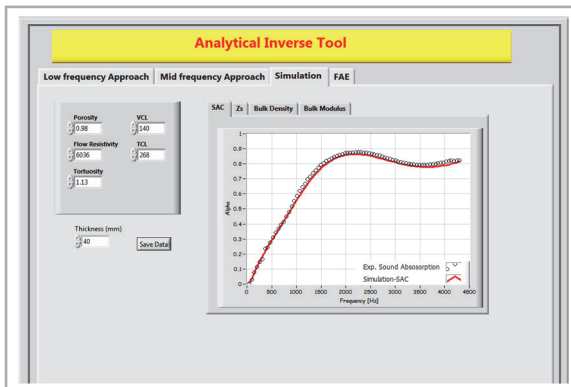 Analytical Inverse Tool
Low frequency Approach Mid frequency Approach Simulation FAE
SAC Zs Bulk Density Bulk Modulus
Porosity VCL
0.98 140
Flow Resistivity TCL
6036 268
Tortuosity
1.13
Thickness (mm)
40 Save Data
Alpha
1
0.9
0.8
0.7
0.6
0.5
0.4
0.3
0.2
0.1
0
Exp. Sound Abosorption
Simulation-SAC
0 500 1000 1500 2000 2500 3000 3500 4000 4500
Frequency [Hz]